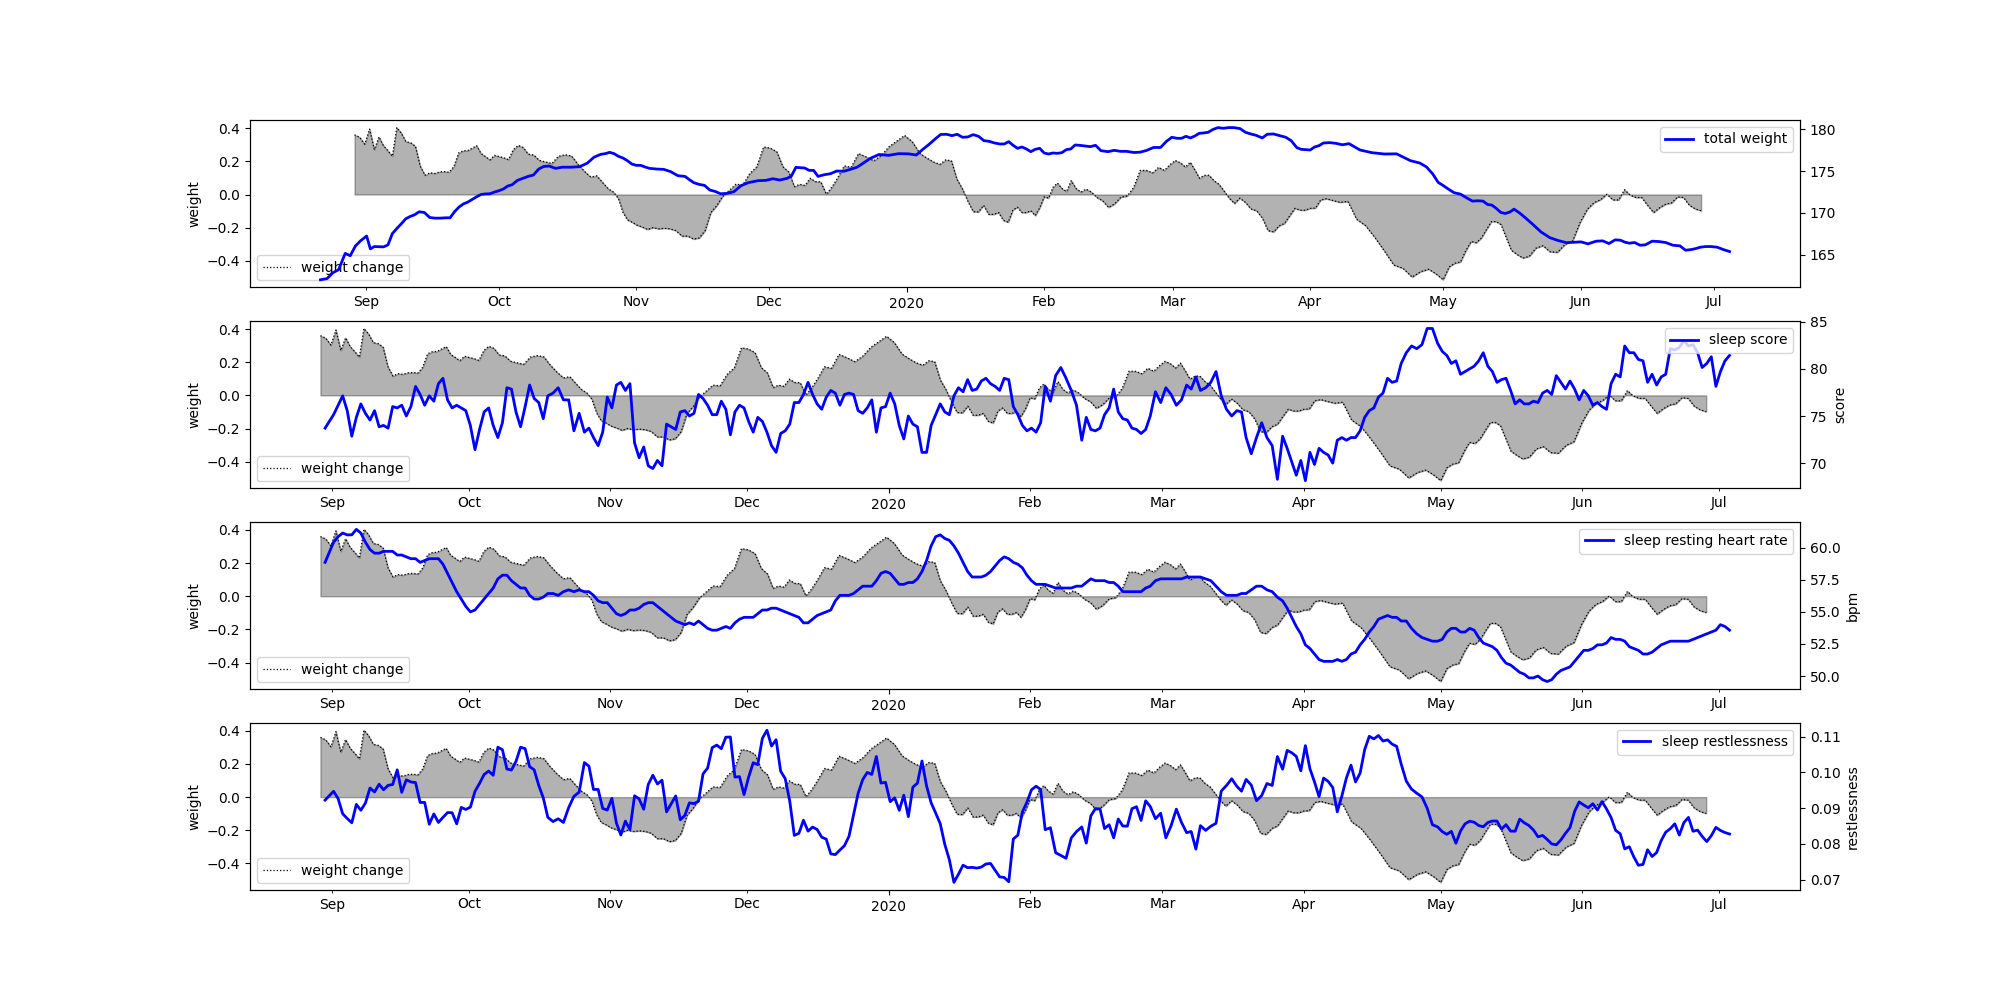 0.4
0.2
0.0
−0.2
−0.4
weight
180
175
170
165
total weight
weight change
Sep Oct Nov Dec 2020 Feb Mar Apr May Jun Jul
0.4
0.2
0.0
−0.2
−0.4
weight
85
80
75
70
score
sleep score
weight change
Sep Oct Nov Dec 2020 Feb Mar Apr May Jun Jul
0.4
0.2
0.0
−0.2
−0.4
weight
60.0
57.5
55.0
52.5
50.0
bpm
sleep resting heart rate
weight change
Sep Oct Nov Dec 2020 Feb Mar Apr May Jun Jul
0.4
0.2
0.0
−0.2
−0.4
weight
0.11
0.10
0.09
0.08
0.07
restlessness
sleep restlessness
weight change
Sep Oct Nov Dec 2020 Feb Mar Apr May Jun Jul